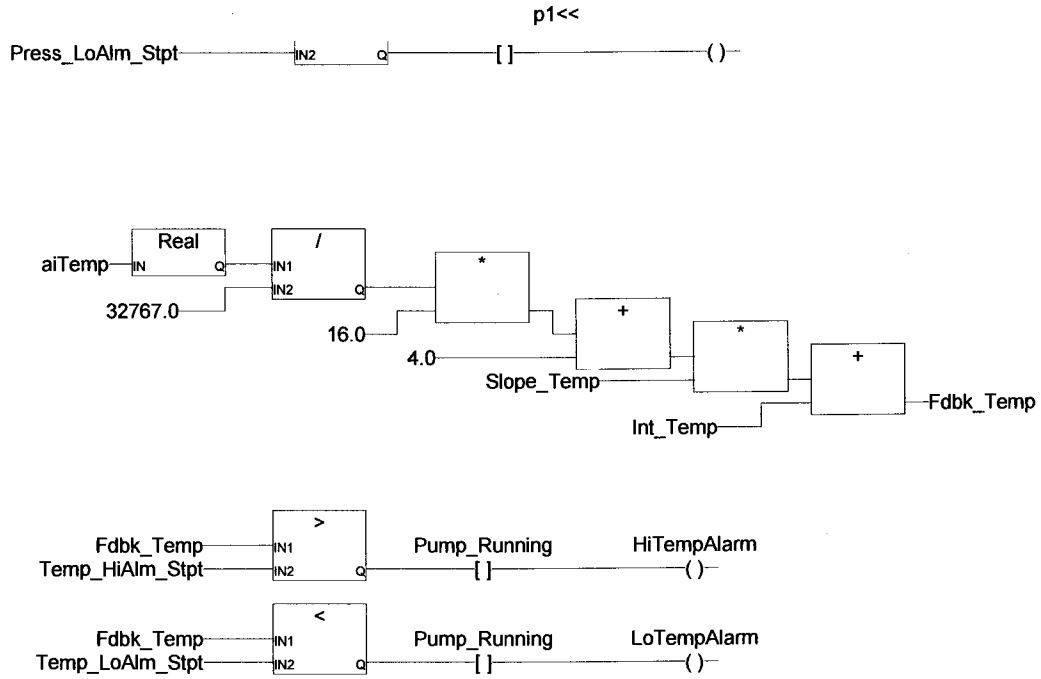 p1<<
Press_LoAlm_Stpt IN2 Q [ ] ( )
Real /
aiTemp IN Q IN1 *
32767.0 IN2 Q
16.0 +
4.0 *
Slope_Temp +
Int_Temp Fdbk_Temp
>
Fdbk_Temp IN1 Pump_Running HiTempAlarm
Temp_HiAlm_Stpt IN2 Q [ ] ( )
<
Fdbk_Temp IN1 Pump_Running LoTempAlarm
Temp_LoAlm_Stpt IN2 Q [ ] ( )